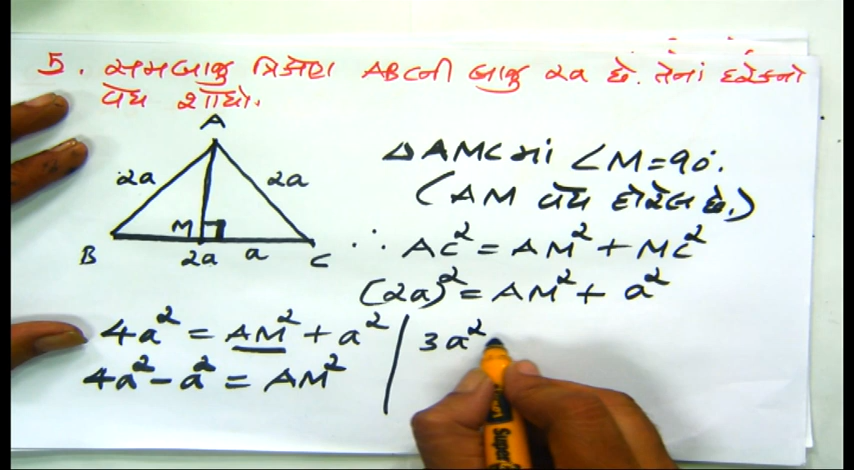 5. સમબાજુ ત્રિકોણ ABCની બાજુ 2a છે. તેનાં દરેકનો
વેધ શોધો.
A
2a 2a
M
B 2a a C
△AMCમાં ∠M=90°.
(AM વેધ દોરેલ છે.)
∴ AC² = AM² + MC²
(2a)² = AM² + a²
4a² = AM² + a²
4a² - a² = AM²
3a²